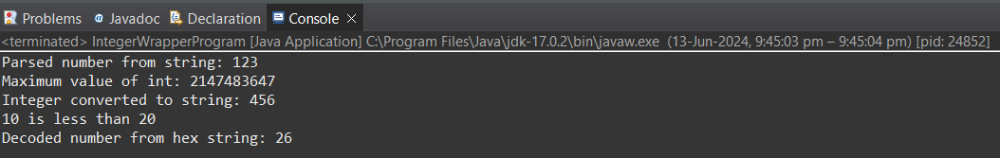 Problems @ Javadoc Declaration Console
<terminated> IntegerWrapperProgram [Java Application] C:\Program Files\Java\jdk-17.0.2\bin\javaw.exe (13-Jun-2024, 9:45:03 pm – 9:45:04 pm) [pid: 24852]
Parsed number from string: 123
Maximum value of int: 2147483647
Integer converted to string: 456
10 is less than 20
Decoded number from hex string: 26